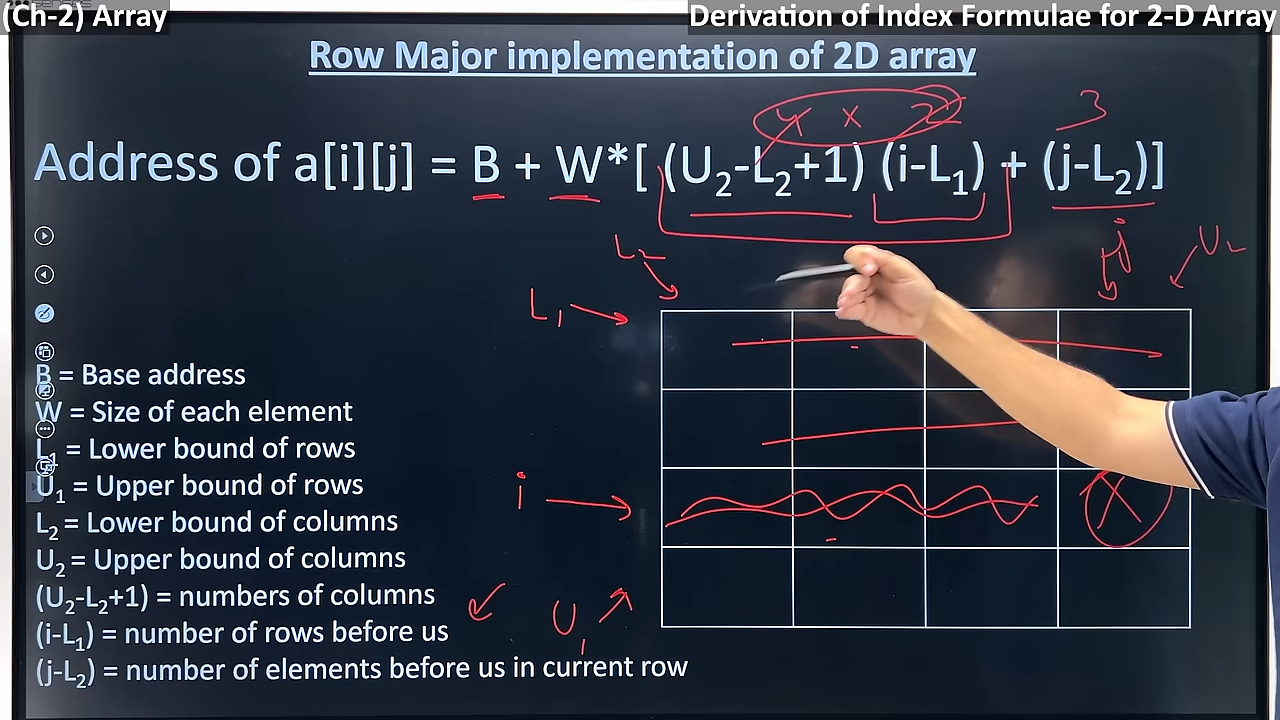 (Ch-2) Array
Derivation of Index Formulae for 2-D Array
Row Major implementation of 2D array
4 x 2
3
Address of a[i][j] = B + W*[ (U₂-L₂+1) (i-L₁) + (j-L₂)]
L₂
j
U₂
L₁
B = Base address
W = Size of each element
L₁ = Lower bound of rows
U₁ = Upper bound of rows
i
X
L₂ = Lower bound of columns
U₂ = Upper bound of columns
(U₂-L₂+1) = numbers of columns
U₁
(i-L₁) = number of rows before us
(j-L₂) = number of elements before us in current row